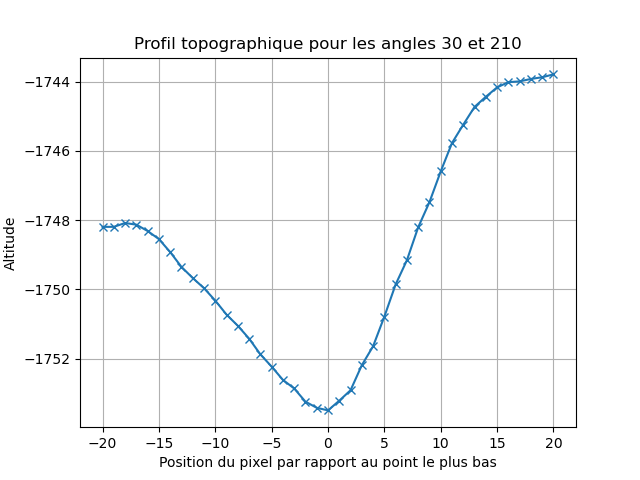 Profil topographique pour les angles 30 et 210
−1744
−1746
−1748
−1750
−1752
Altitude
−20 −15 −10 −5 0 5 10 15 20
Position du pixel par rapport au point le plus bas